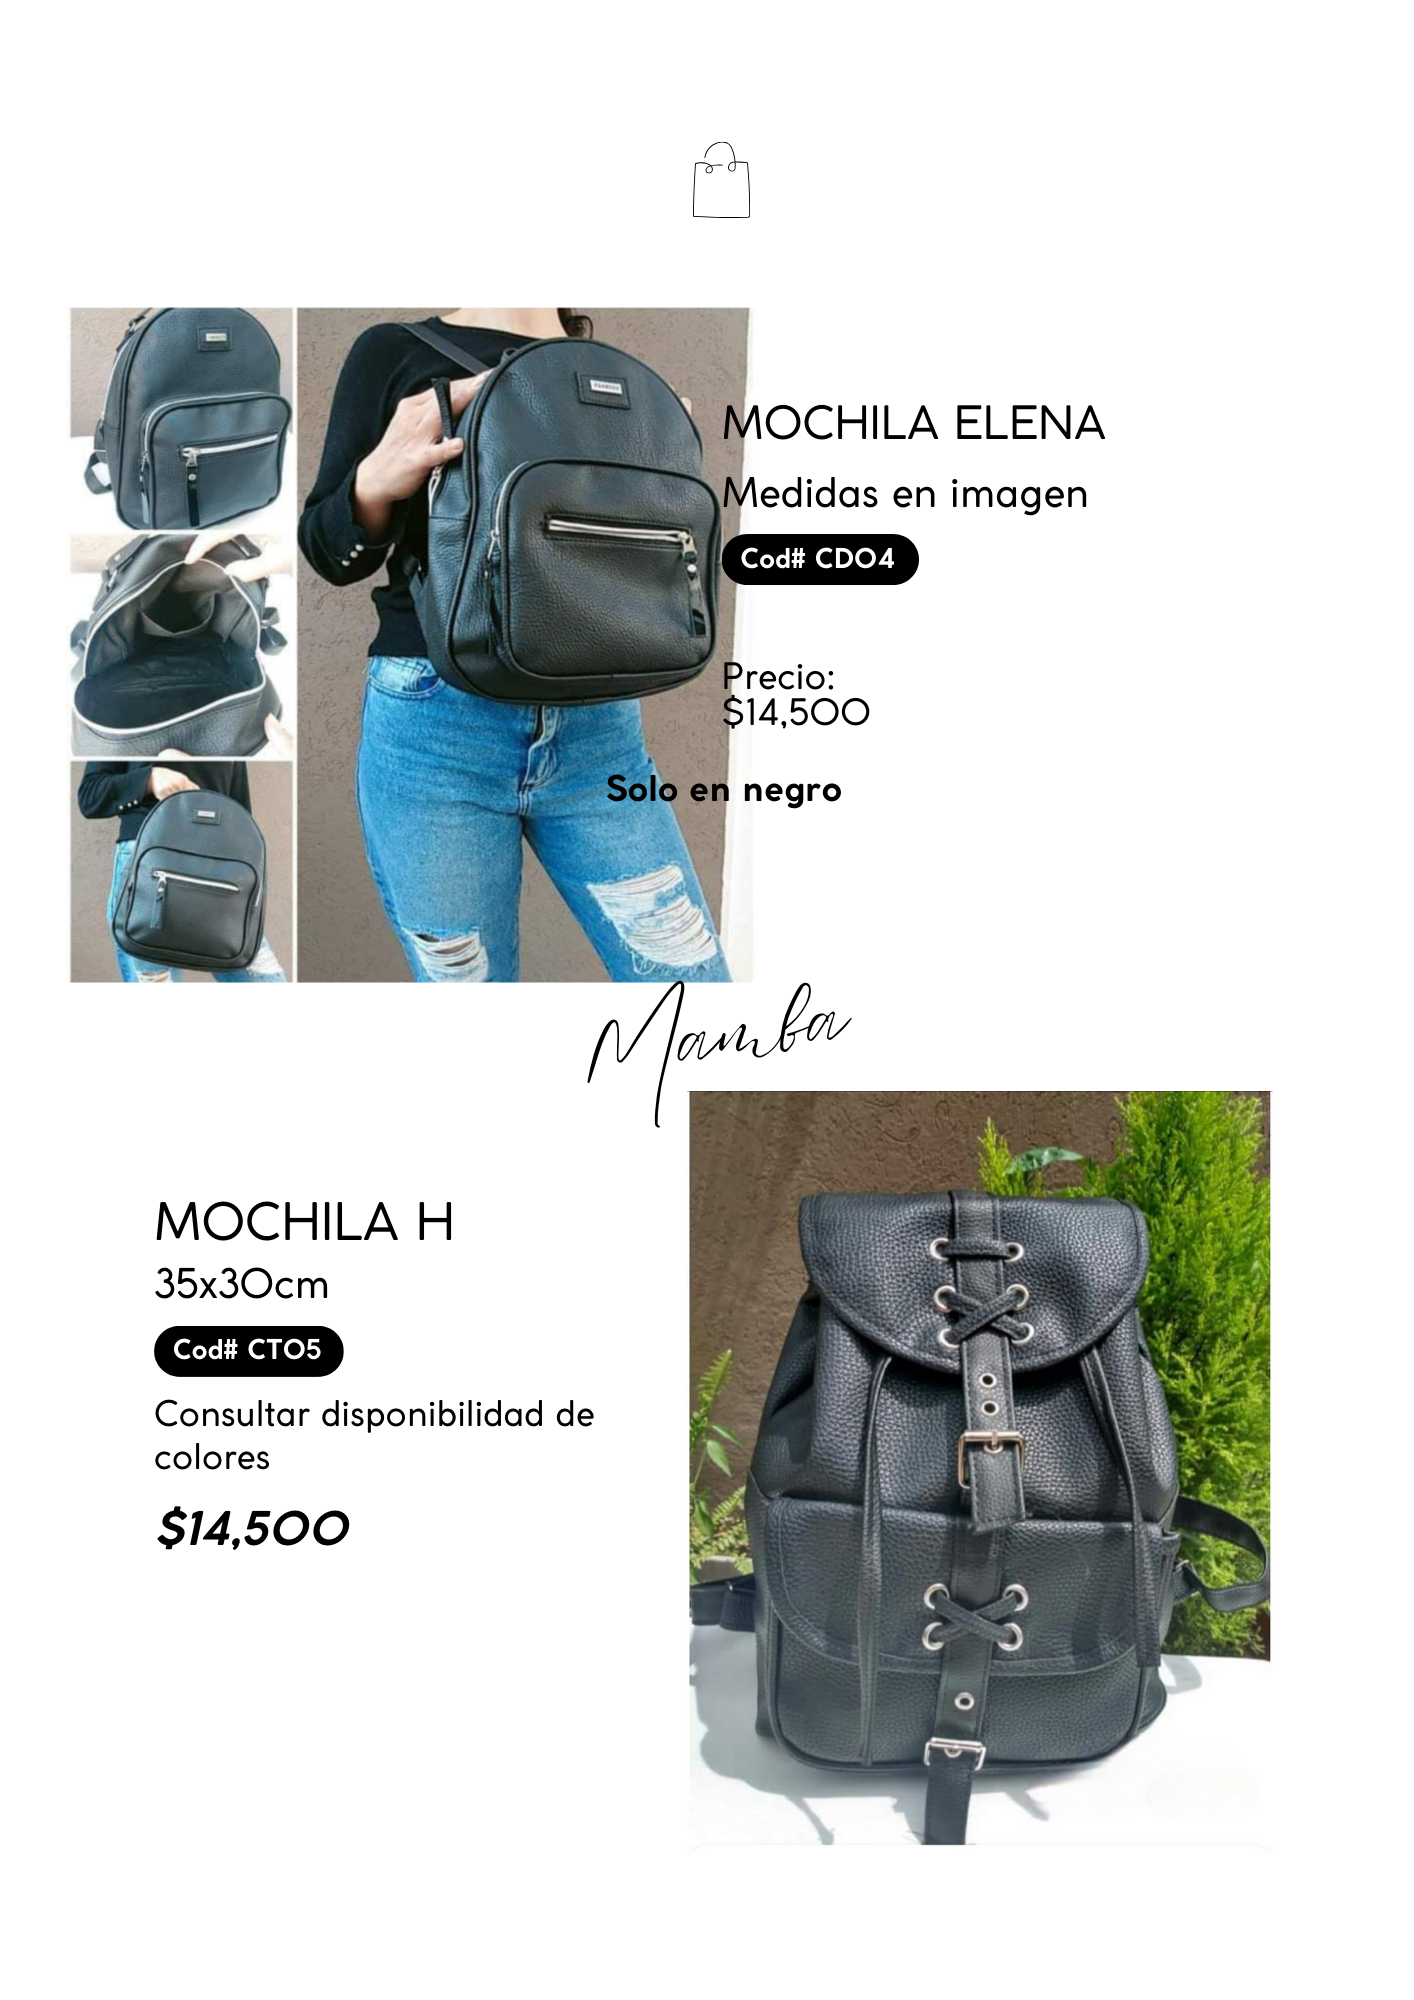 MOCHILA ELENA
Medidas en imagen
Cod# CD04
Precio:
$14,500
Solo en negro
Mamba
MOCHILA H
35x30cm
Cod# CT05
Consultar disponibilidad de
colores
$14,500